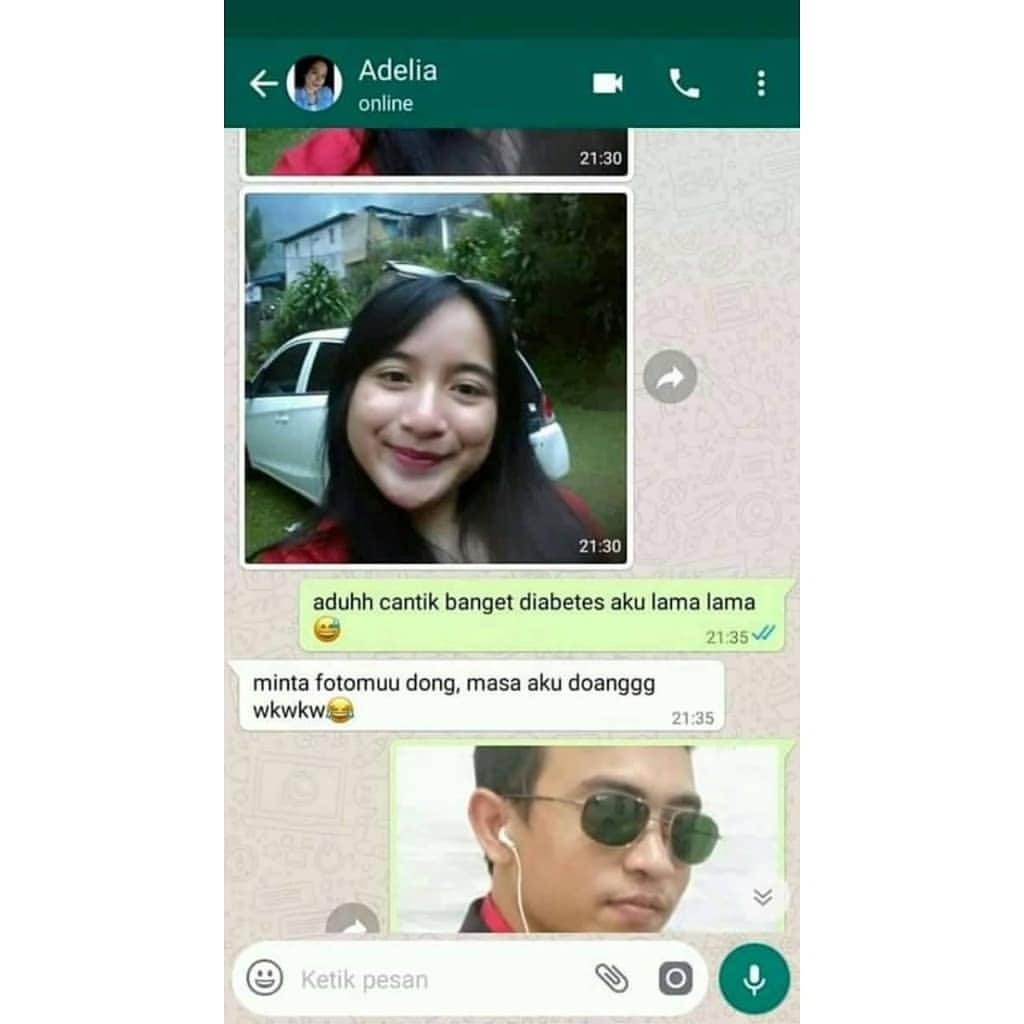 Adelia
online
21:30
21:30
aduhh cantik banget diabetes aku lama lama
😅
21:35
minta fotomuu dong, masa aku doanggg
wkwkw😂
21:35
Ketik pesan